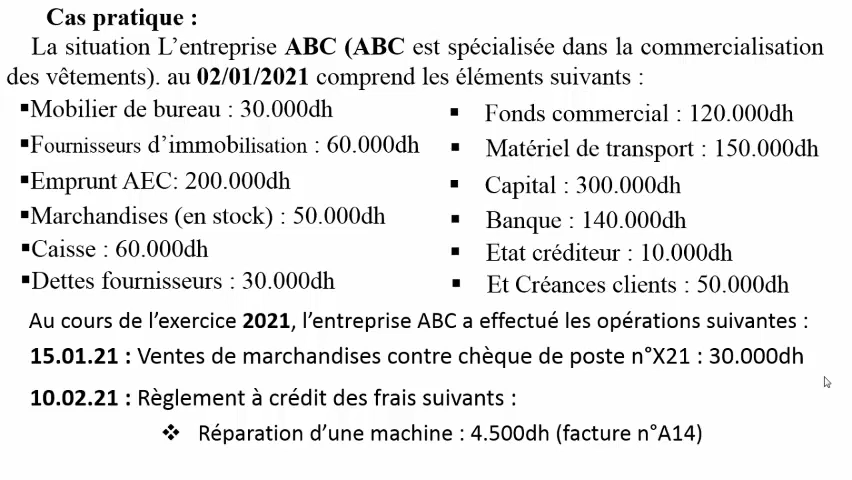 Cas pratique :
La situation L’entreprise ABC (ABC est spécialisée dans la commercialisation
des vêtements). au 02/01/2021 comprend les éléments suivants :
▪Mobilier de bureau : 30.000dh
▪Fournisseurs d’immobilisation : 60.000dh
▪Emprunt AEC: 200.000dh
▪Marchandises (en stock) : 50.000dh
▪Caisse : 60.000dh
▪Dettes fournisseurs : 30.000dh
▪ Fonds commercial : 120.000dh
▪ Matériel de transport : 150.000dh
▪ Capital : 300.000dh
▪ Banque : 140.000dh
▪ Etat créditeur : 10.000dh
▪ Et Créances clients : 50.000dh
Au cours de l’exercice 2021, l’entreprise ABC a effectué les opérations suivantes :
15.01.21 : Ventes de marchandises contre chèque de poste n°X21 : 30.000dh
10.02.21 : Règlement à crédit des frais suivants :
❖ Réparation d’une machine : 4.500dh (facture n°A14)